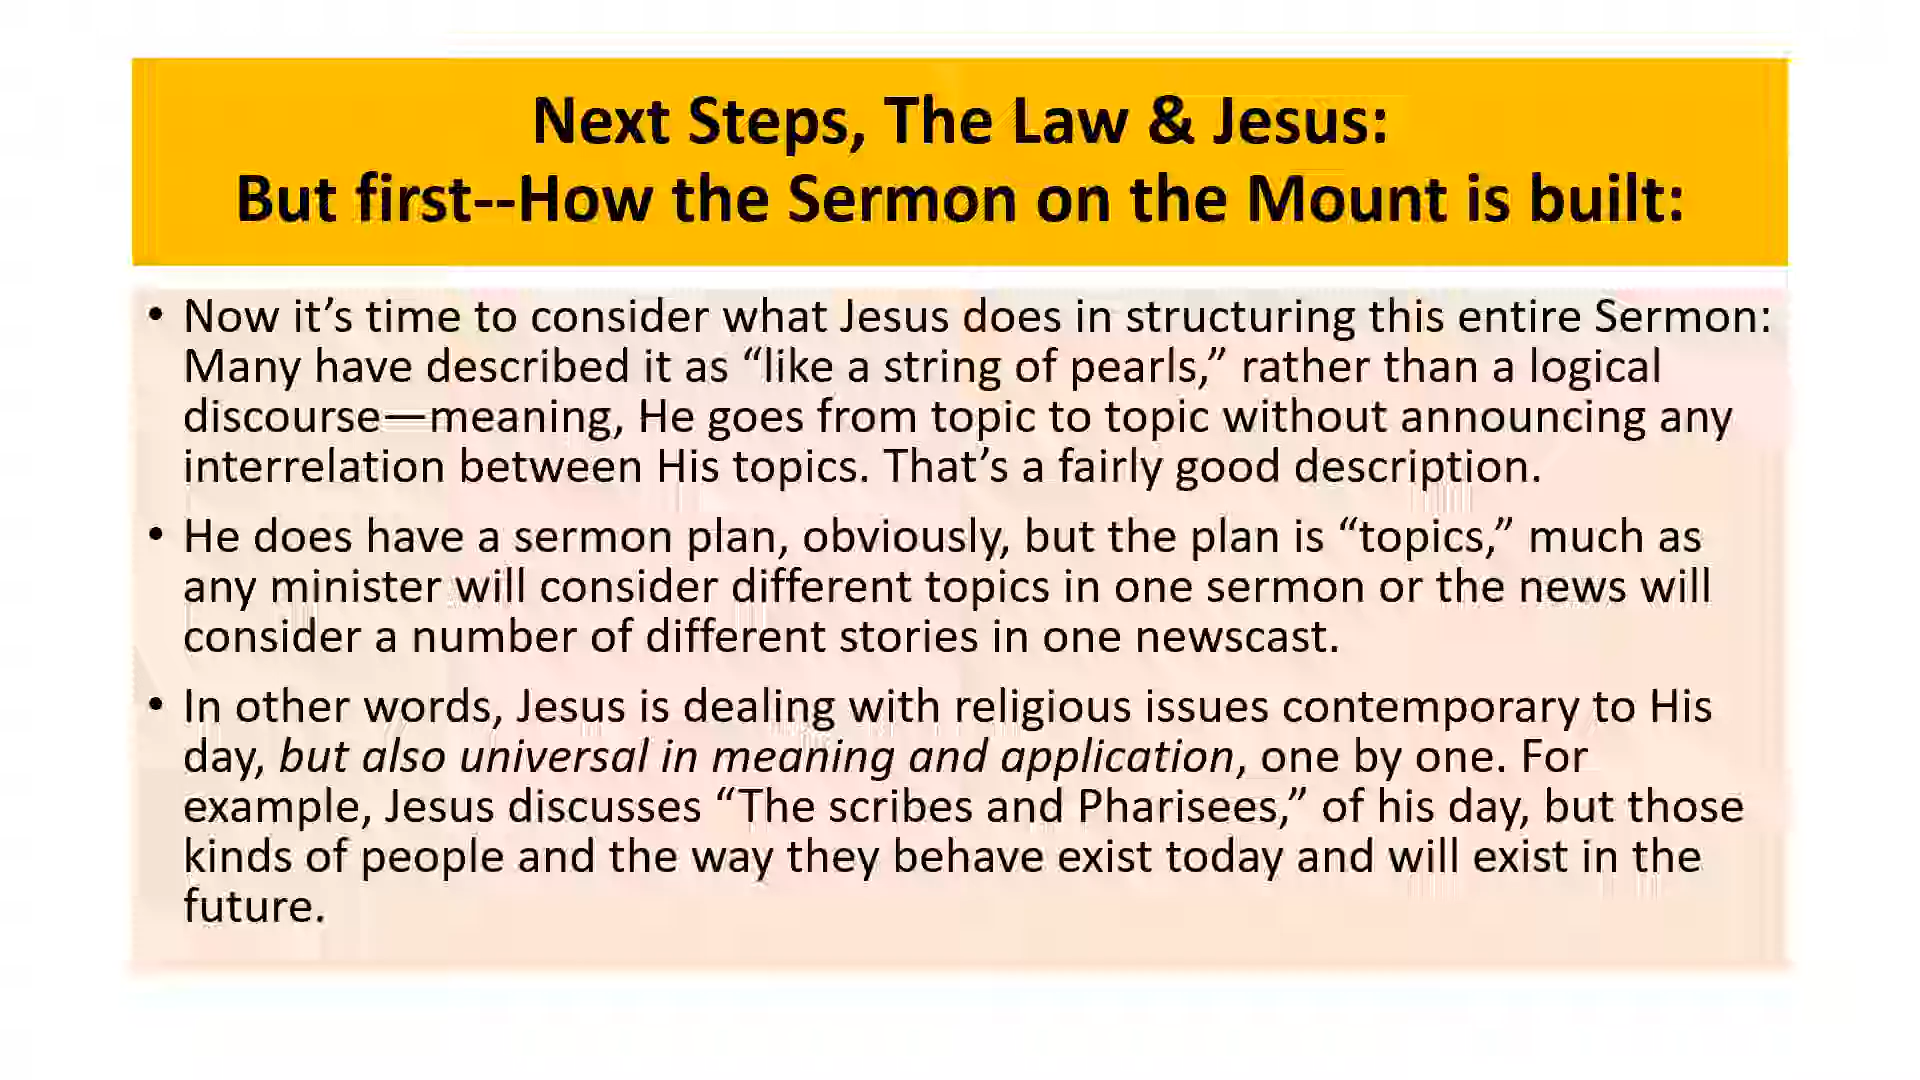 Next Steps, The Law & Jesus:
But first--How the Sermon on the Mount is built:
• Now it’s time to consider what Jesus does in structuring this entire Sermon:
Many have described it as “like a string of pearls,” rather than a logical
discourse—meaning, He goes from topic to topic without announcing any
interrelation between His topics. That’s a fairly good description.
• He does have a sermon plan, obviously, but the plan is “topics,” much as
any minister will consider different topics in one sermon or the news will
consider a number of different stories in one newscast.
• In other words, Jesus is dealing with religious issues contemporary to His
day, but also universal in meaning and application, one by one. For
example, Jesus discusses “The scribes and Pharisees,” of his day, but those
kinds of people and the way they behave exist today and will exist in the
future.